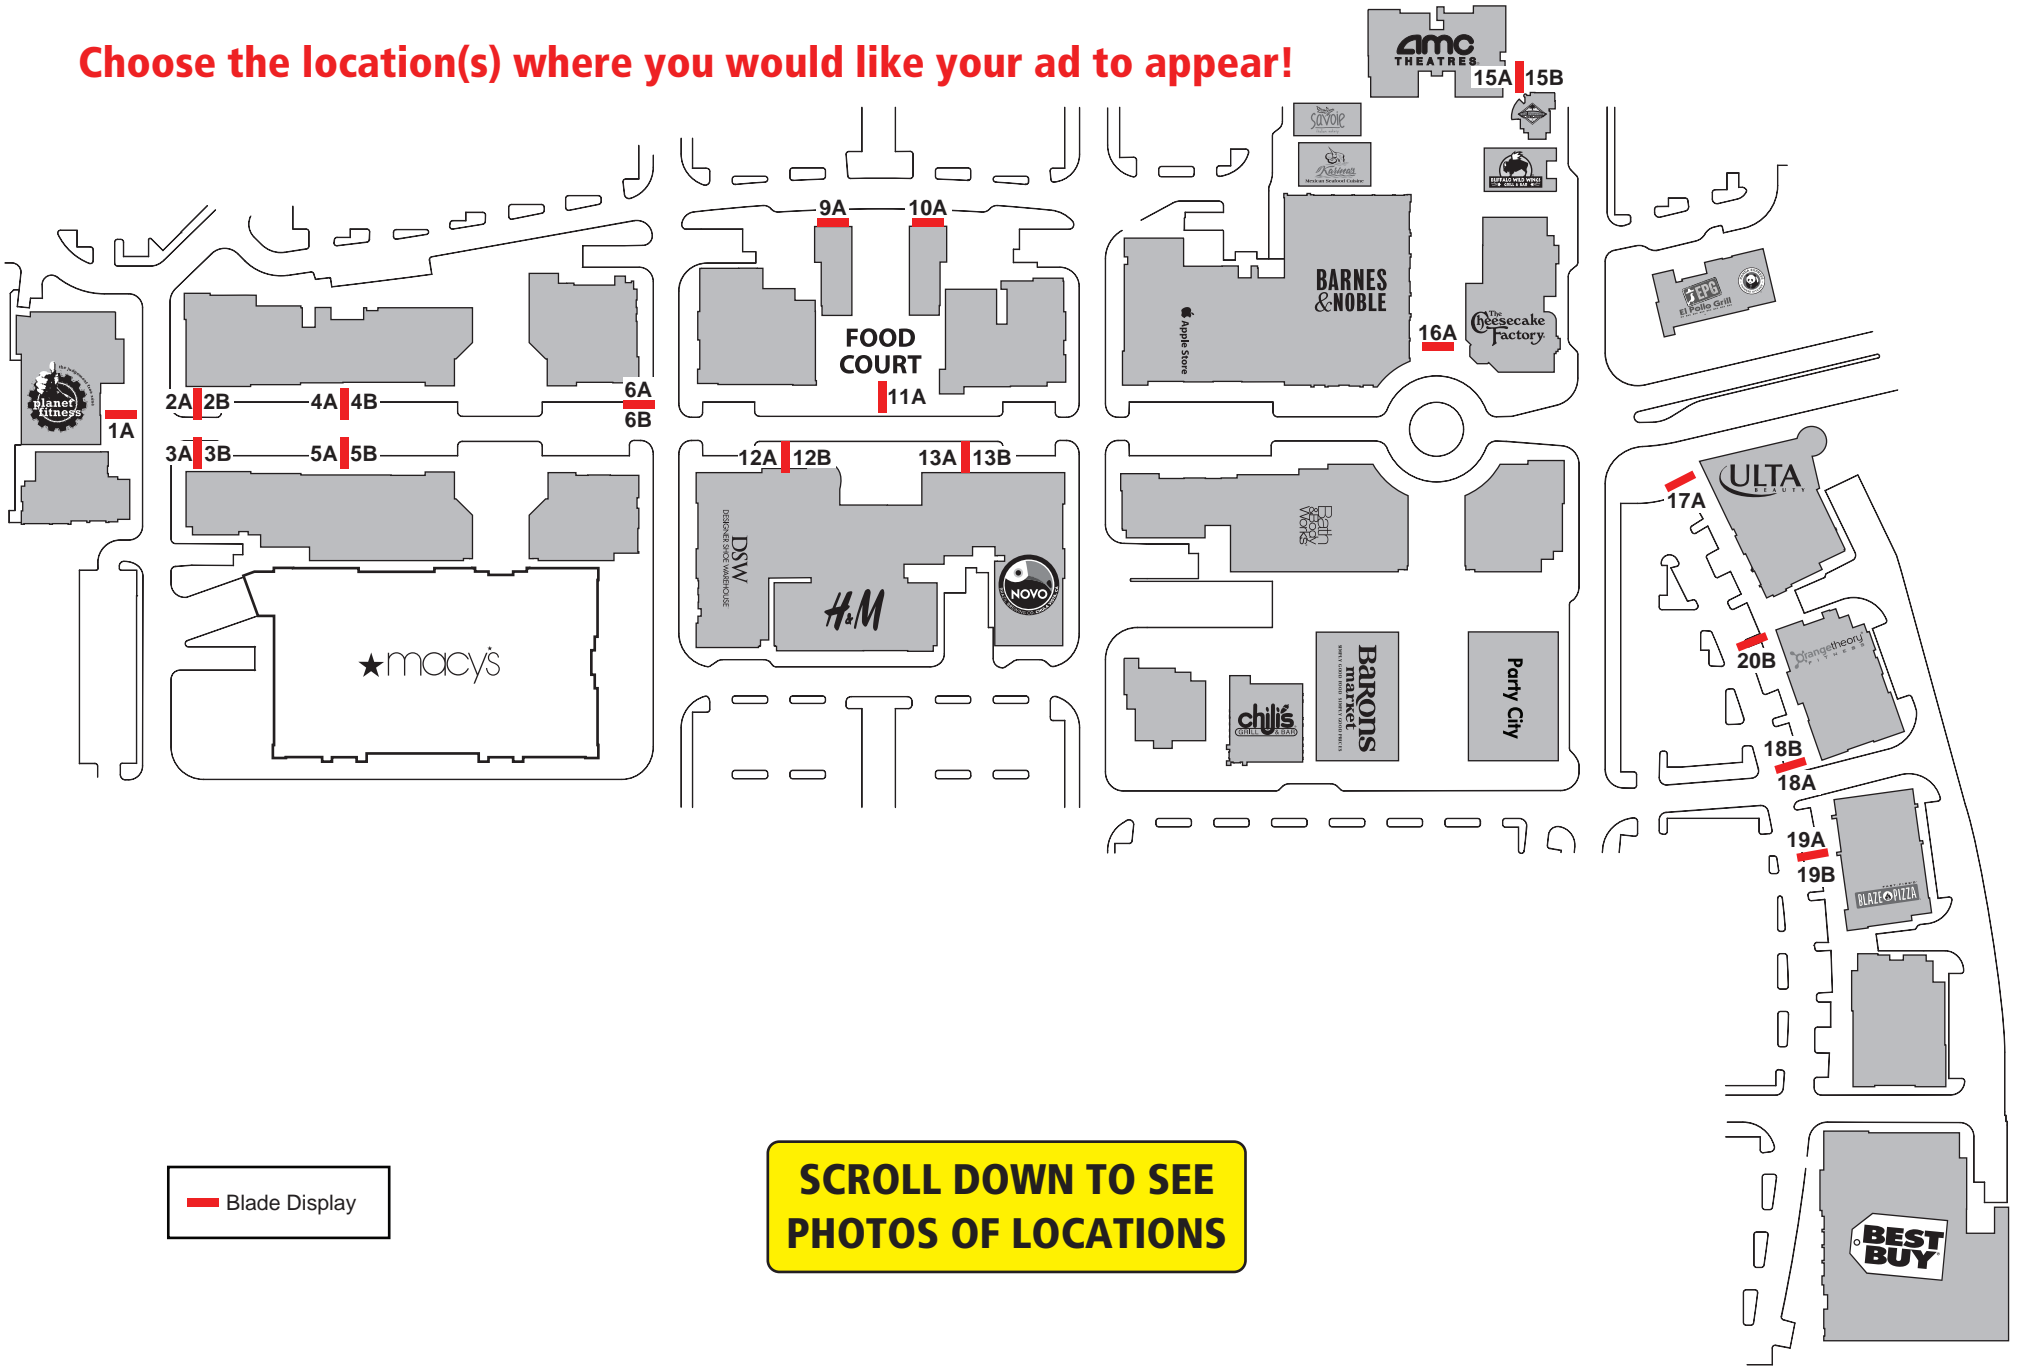 Choose the location(s) where you would like your ad to appear!
amc
THEATRES
15A 15B
Savoie
Karina's
Mexican Seafood Cuisine
BUFFALO WILD WINGS
GRILL & BAR
9A
10A
BARNES
&NOBLE
Apple Store
The
Cheesecake
Factory
16A
EPG
El Pollo Grill
FOOD
COURT
11A
planet
fitness
1A
2A 2B
4A 4B
6A
6B
3A 3B
5A 5B
12A 12B
13A 13B
ULTA
BEAUTY
17A
DSW
DESIGNER SHOE WAREHOUSE
H&M
NOVO
Bath
& Body
Works
macy's
20B
Orangetheory
FITNESS
BARONS
market
Party City
chili's
GRILL & BAR
18B
18A
19A
19B
BLAZE PIZZA
Blade Display
SCROLL DOWN TO SEE
PHOTOS OF LOCATIONS
BEST
BUY